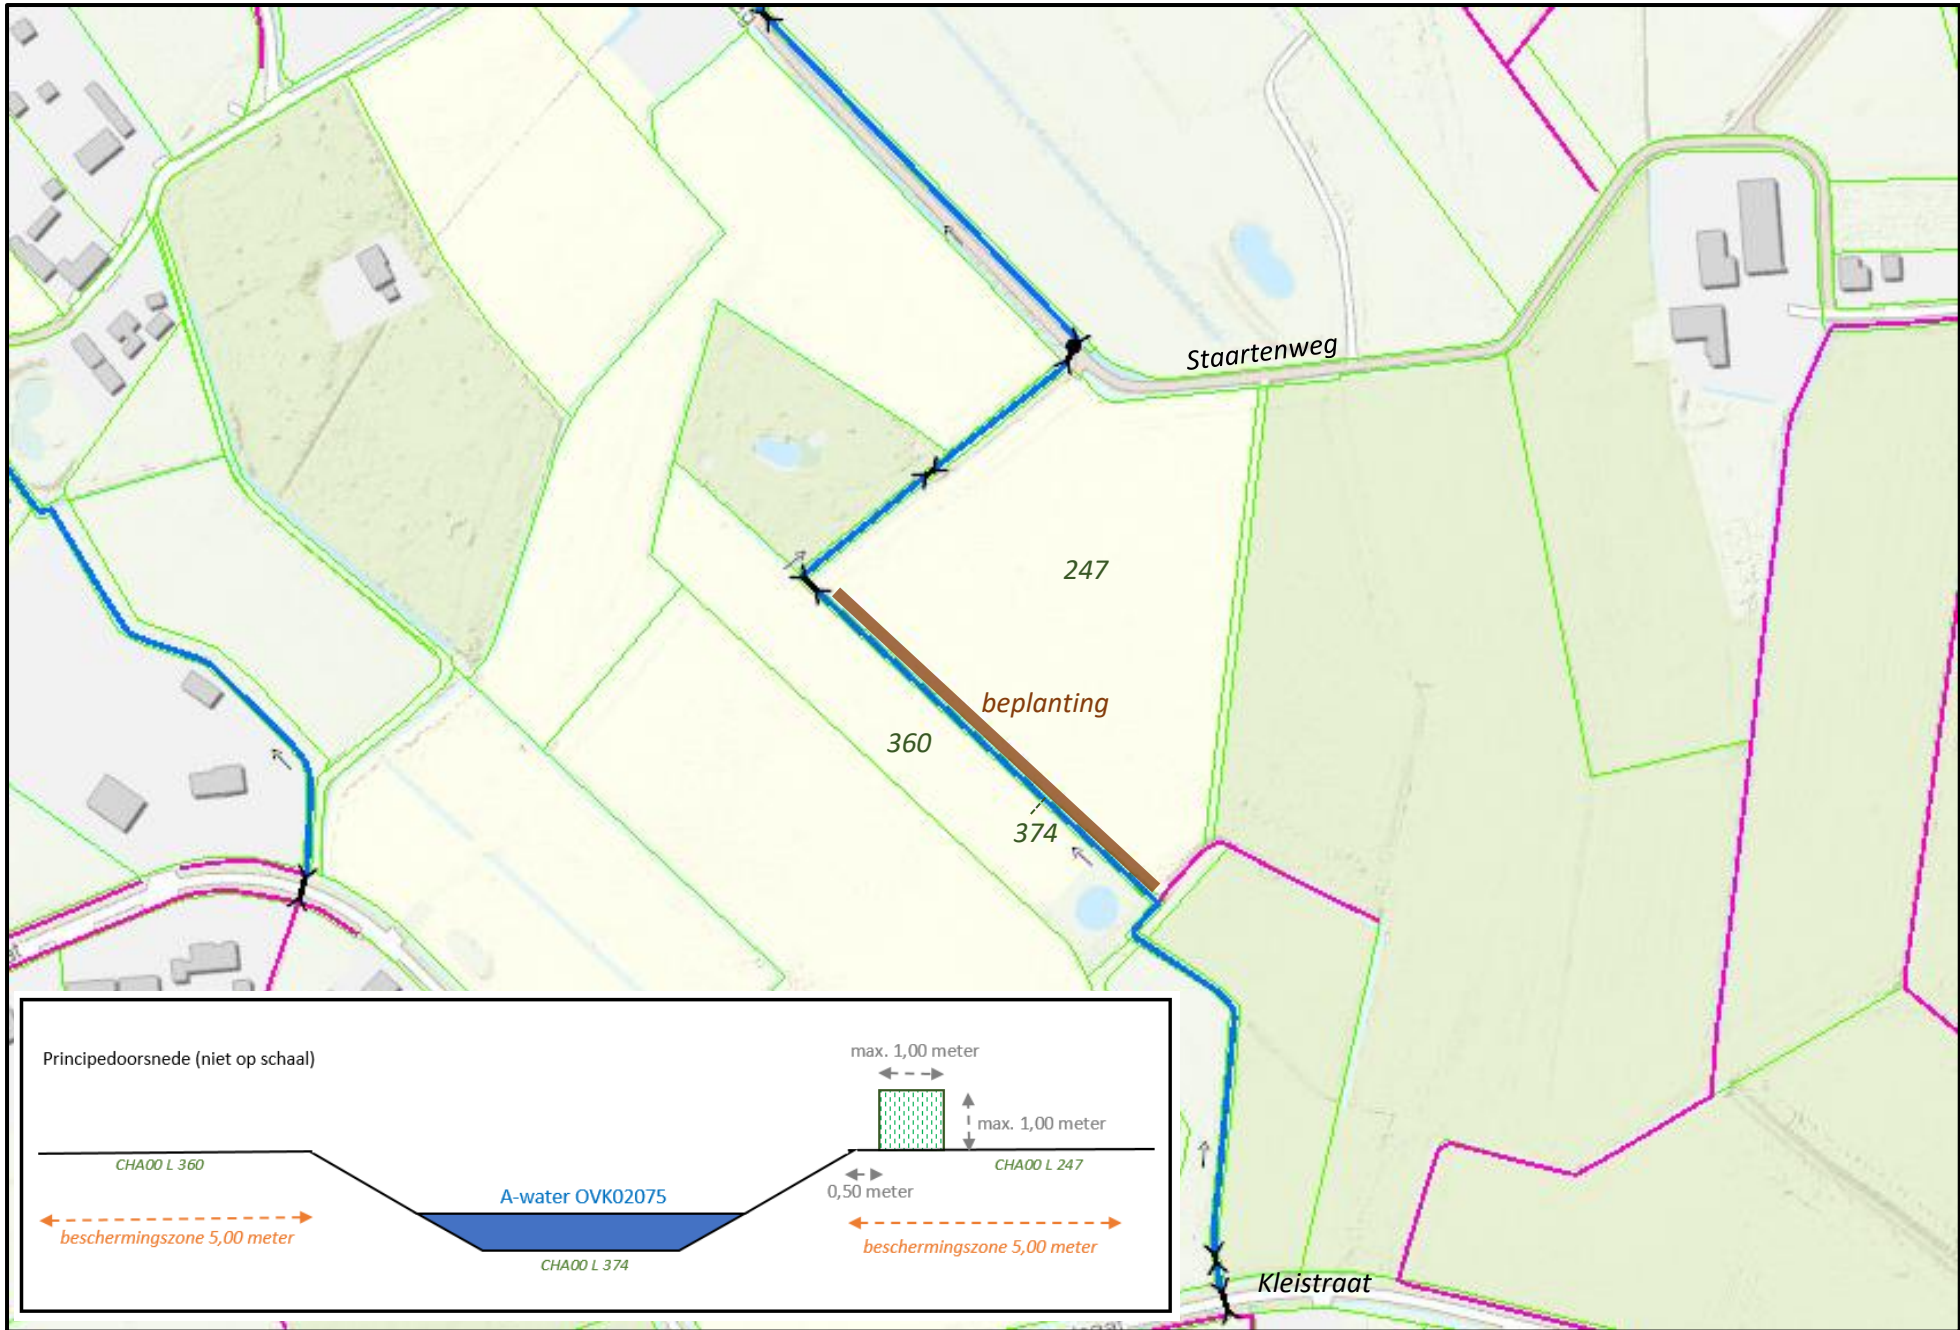 Staartenweg
247
beplanting
360
374
Kleistraat
Principedoorsnede (niet op schaal)
max. 1,00 meter
max. 1,00 meter
CHA00 L 360
CHA00 L 247
0,50 meter
A-water OVK02075
beschermingszone 5,00 meter
beschermingszone 5,00 meter
CHA00 L 374